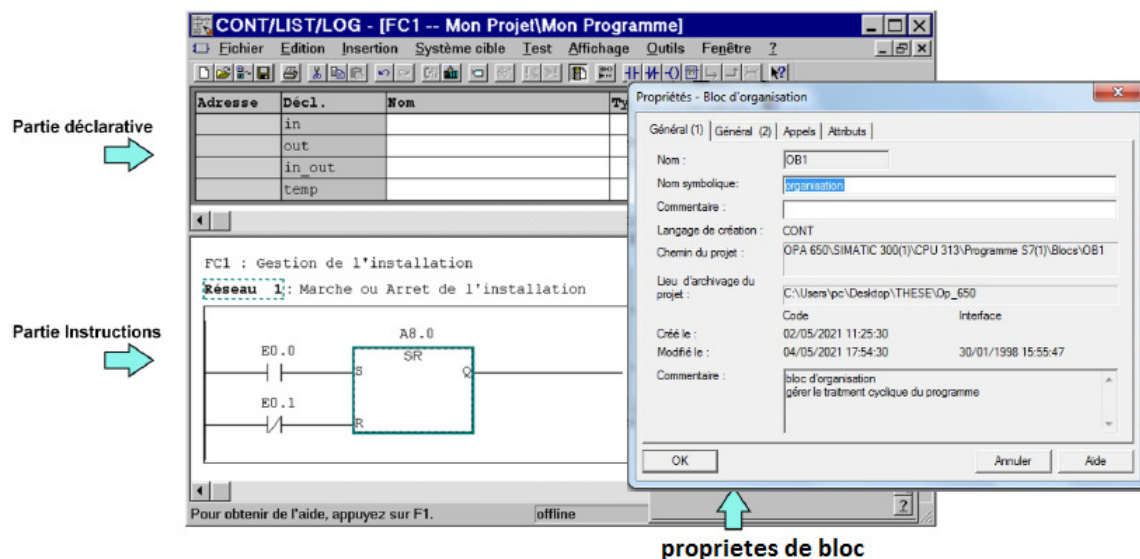 CONT/LIST/LOG - [FC1 -- Mon Projet\Mon Programme]
Fichier Edition Insertion Système cible Test Affichage Outils Fenêtre ?
Adresse Décl. Nom Ty
in
out
in_out
temp
Partie déclarative
FC1 : Gestion de l'installation
Réseau 1 : Marche ou Arret de l'installation
Partie Instructions
A8.0
E0.0 SR
S Q
E0.1
R
Pour obtenir de l'aide, appuyez sur F1. offline
Propriétés - Bloc d'organisation
Général (1) Général (2) Appels Attributs
Nom : OB1
Nom symbolique: organisation
Commentaire :
Langage de création : CONT
Chemin du projet : OPA 650\SIMATIC 300(1)\CPU 313\Programme S7(1)\Blocs\OB1
Lieu d'archivage du
projet : C:\Users\pc\Desktop\THESE\Op_650
Code Interface
Créé le : 02/05/2021 11:25:30
Modifié le : 04/05/2021 17:54:30 30/01/1998 15:55:47
Commentaire : bloc d'organisation
gérer le traitment cyclique du programme
OK Annuler Aide
proprietes de bloc